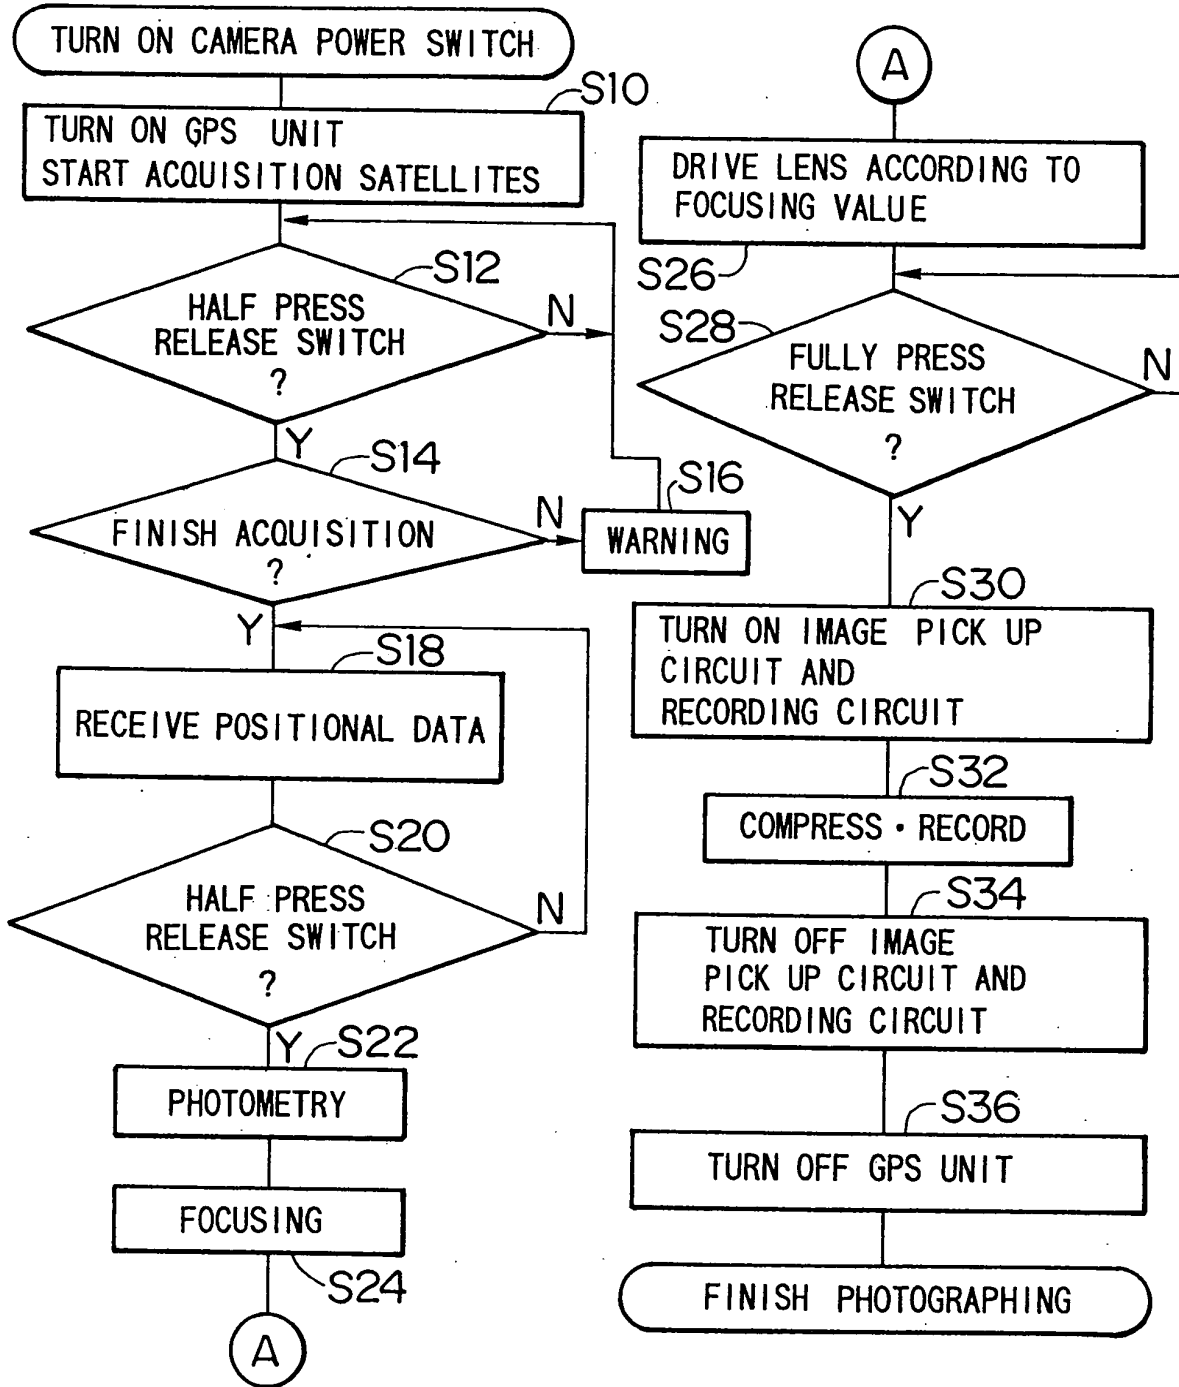 TURN ON CAMERA POWER SWITCH
S10
TURN ON GPS UNIT
START ACQUISITION SATELLITES
S12
HALF PRESS
RELEASE SWITCH
?
N
Y
S14
FINISH ACQUISITION
?
N
S16
WARNING
Y
S18
RECEIVE POSITIONAL DATA
S20
HALF PRESS
RELEASE SWITCH
?
N
Y
S22
PHOTOMETRY
FOCUSING
S24
A
A
DRIVE LENS ACCORDING TO
FOCUSING VALUE
S26
S28
FULLY PRESS
RELEASE SWITCH
?
N
Y
S30
TURN ON IMAGE PICK UP
CIRCUIT AND
RECORDING CIRCUIT
S32
COMPRESS · RECORD
S34
TURN OFF IMAGE
PICK UP CIRCUIT AND
RECORDING CIRCUIT
S36
TURN OFF GPS UNIT
FINISH PHOTOGRAPHING